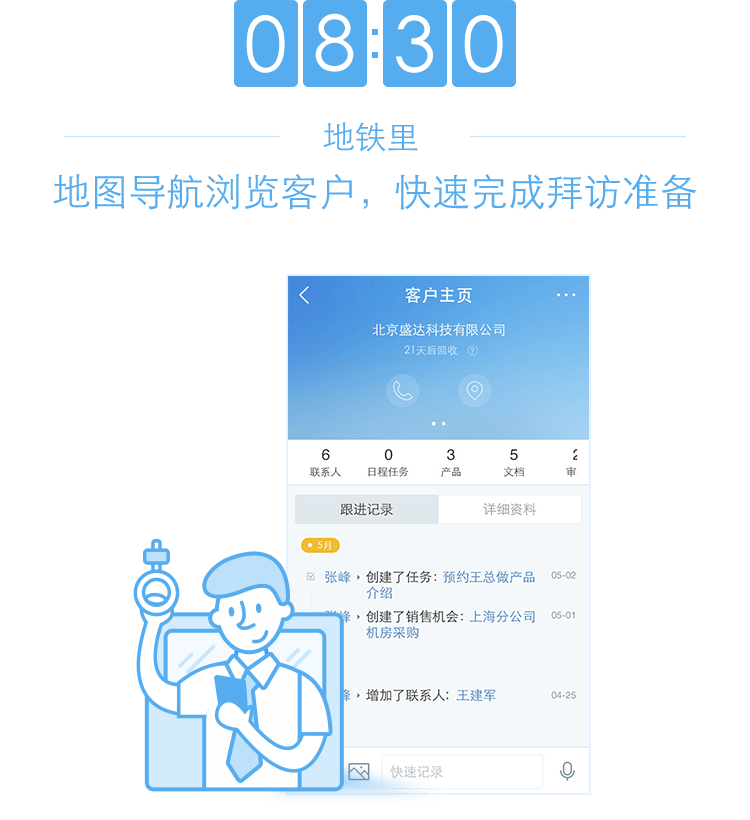 08:30
地铁里
地图导航浏览客户，快速完成拜访准备
客户主页
北京盛达科技有限公司
21天后回收 ?
6 0 3 5
联系人 日程任务 产品 文档 审
跟进记录 详细资料
5月
张峰 创建了任务：预约王总做产品 05-02
介绍
峰 创建了销售机会：上海分公司 05-01
机房采购
峰 增加了联系人：王建军 04-25
快速记录